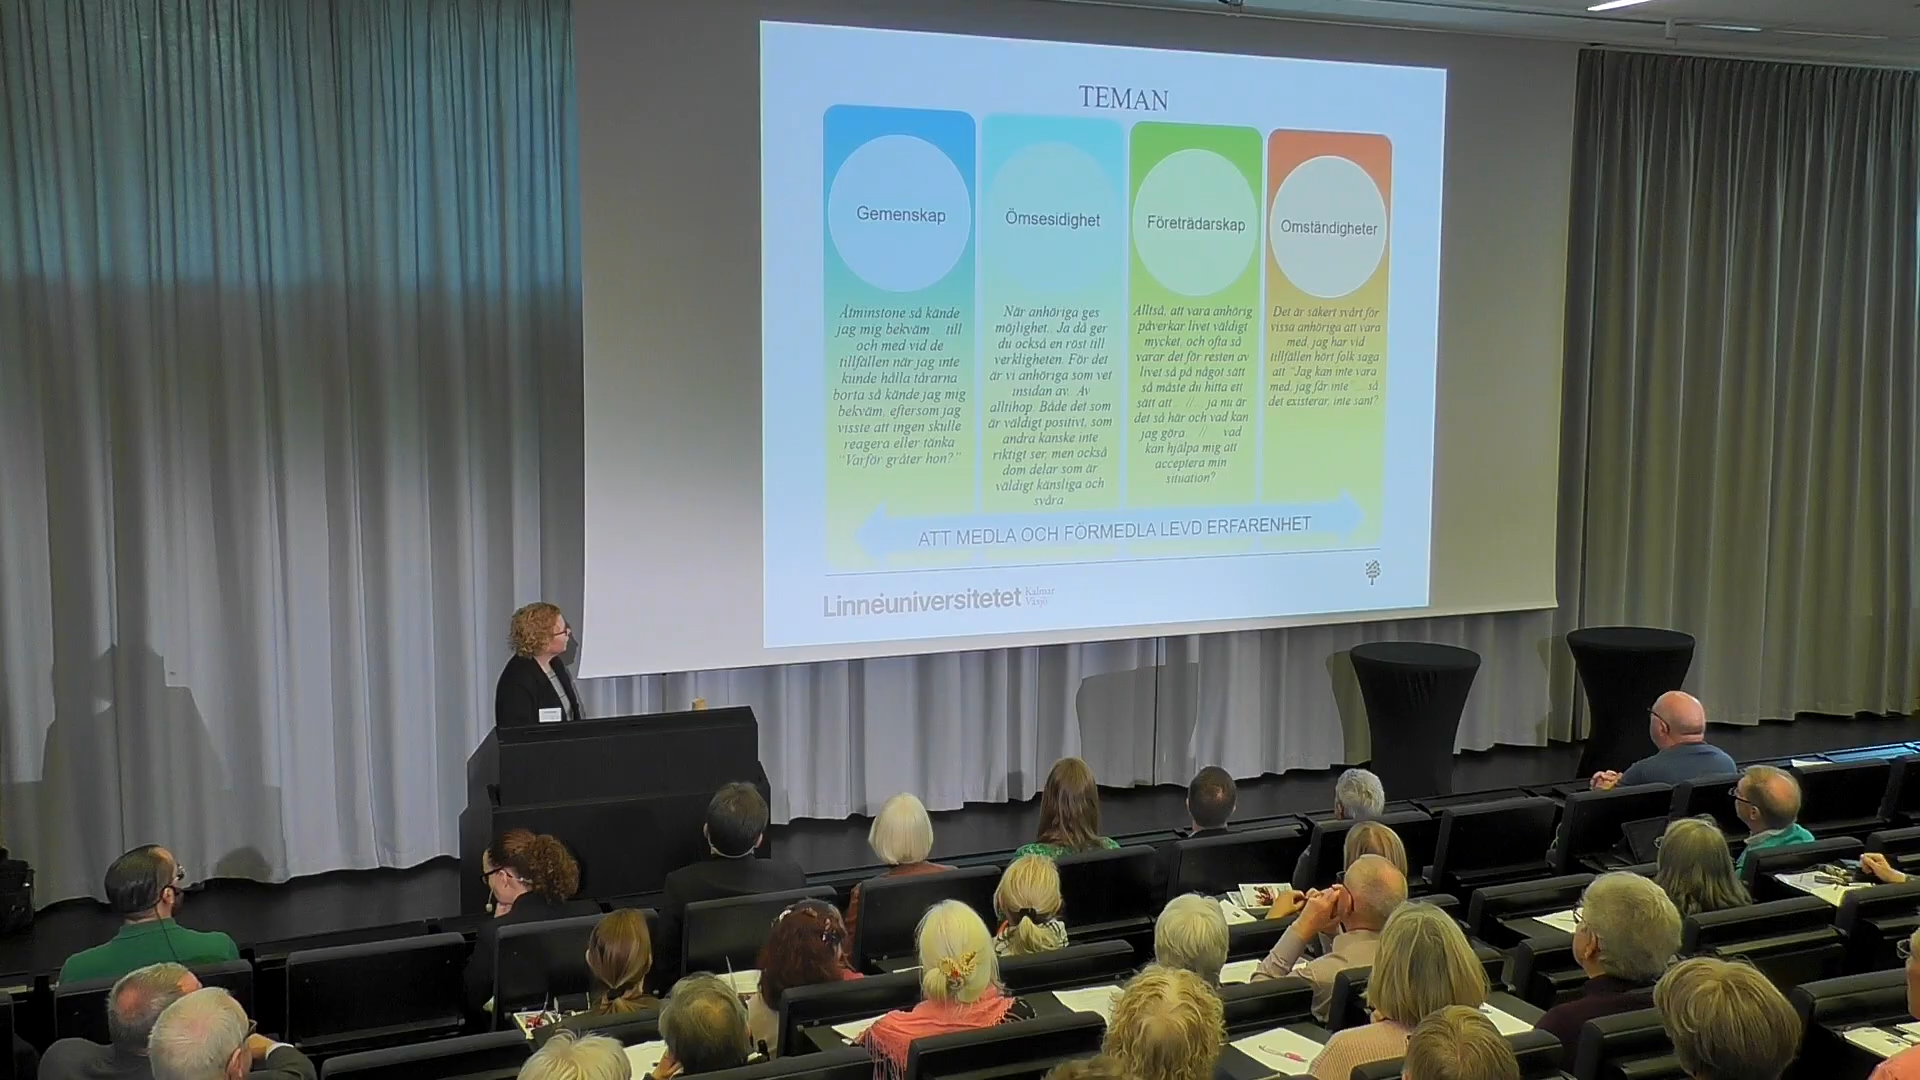 TEMAN
Gemenskap
Åtminstone så kände
jag mig bekväm... till
och med vid de
tillfällen när jag inte
kunde hålla tårarna
borta så kände jag mig
bekväm, eftersom jag
visste att ingen skulle
reagera eller tänka
"Varför gråter hon?"
Ömsesidighet
När anhöriga ges
möjlighet.. Ja då ger
du också en röst till
verkligheten. För det
är vi anhöriga som vet
insidan av.. Av
alltihop. Både det som
är väldigt positivt, som
andra kanske inte
riktigt ser, men också
dom delar som är
väldigt känsliga och
svåra.
Företrädarskap
Alltså, att vara anhörig
påverkar livet väldigt
mycket, och ofta så
varar det för resten av
livet så på något sätt
så måste du hitta ett
sätt att... //... ja nu är
det så här och vad kan
jag göra... //... vad
kan hjälpa mig att
acceptera min
situation?
Omständigheter
Det är säkert svårt för
vissa anhöriga att vara
med, jag har vid
tillfällen hört folk säga
att "Jag kan inte vara
med, jag får inte"... så
det existerar, inte sant?
ATT MEDLA OCH FÖRMEDLA LEVD ERFARENHET
Linnéuniversitetet
Kalmar
Växjö